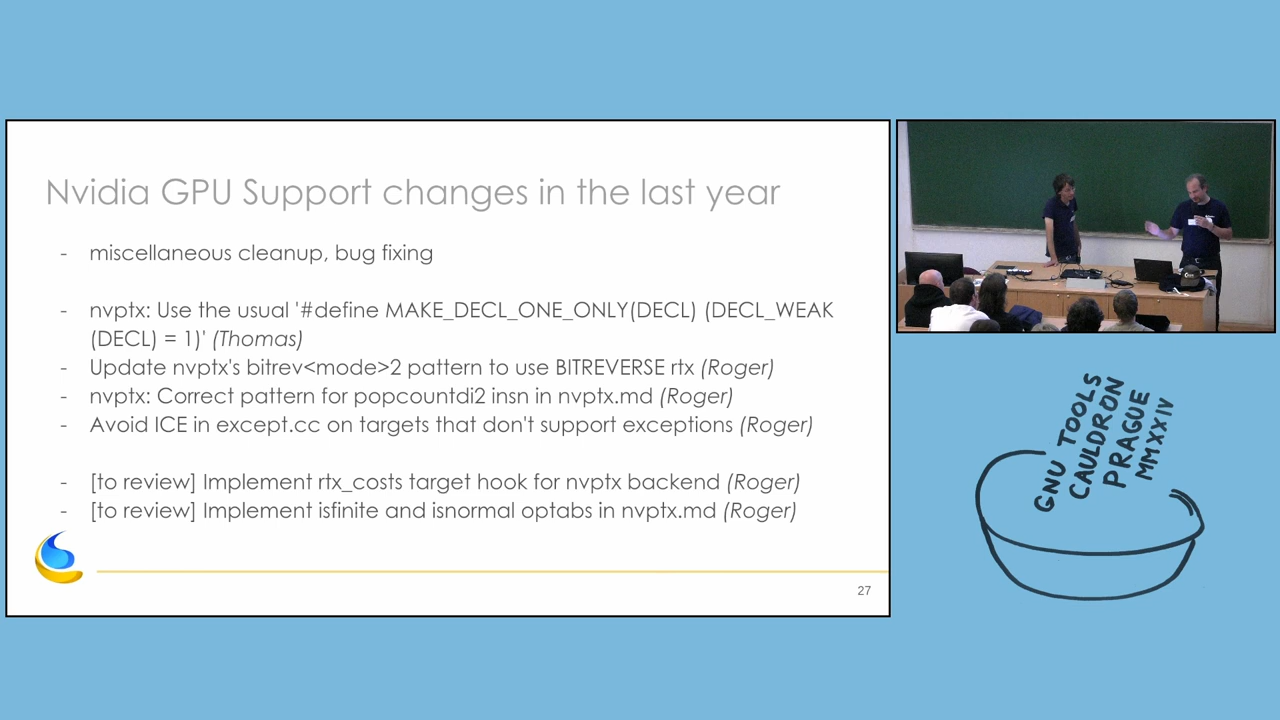 Nvidia GPU Support changes in the last year
- miscellaneous cleanup, bug fixing
- nvptx: Use the usual '#define MAKE_DECL_ONE_ONLY(DECL) (DECL_WEAK
(DECL) = 1)' (Thomas)
- Update nvptx's bitrev<mode>2 pattern to use BITREVERSE rtx (Roger)
- nvptx: Correct pattern for popcountdi2 insn in nvptx.md (Roger)
- Avoid ICE in except.cc on targets that don't support exceptions (Roger)
- [to review] Implement rtx_costs target hook for nvptx backend (Roger)
- [to review] Implement isfinite and isnormal optabs in nvptx.md (Roger)
27
GNU TOOLS
CAULDRON
PRAGUE
MMXXIV